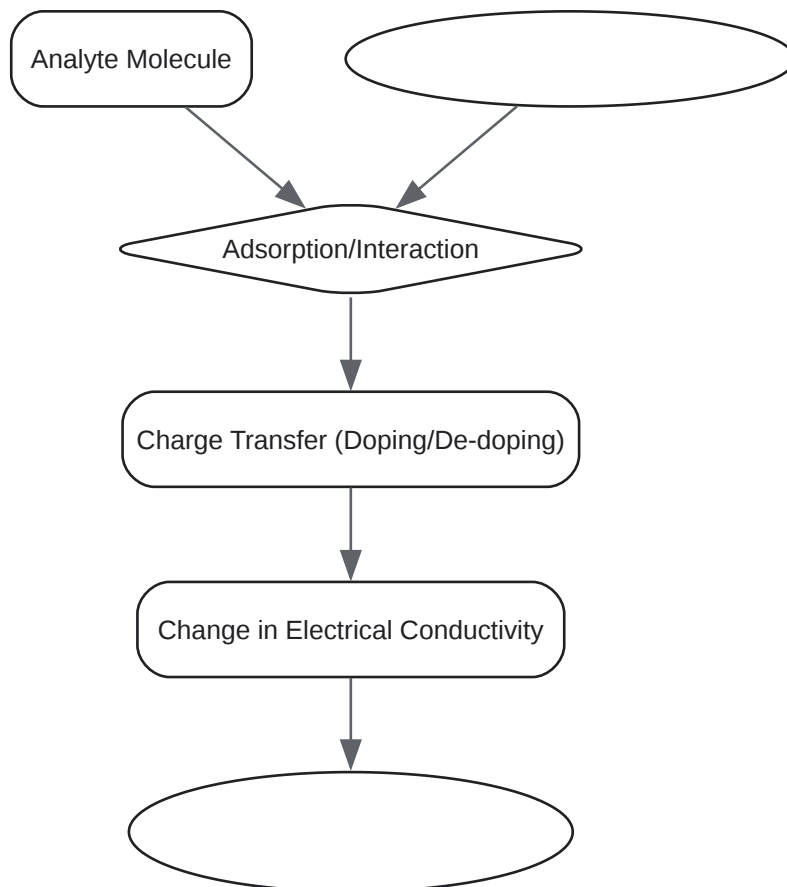 Analyte Molecule
Adsorption/Interaction
Charge Transfer (Doping/De-doping)
Change in Electrical Conductivity